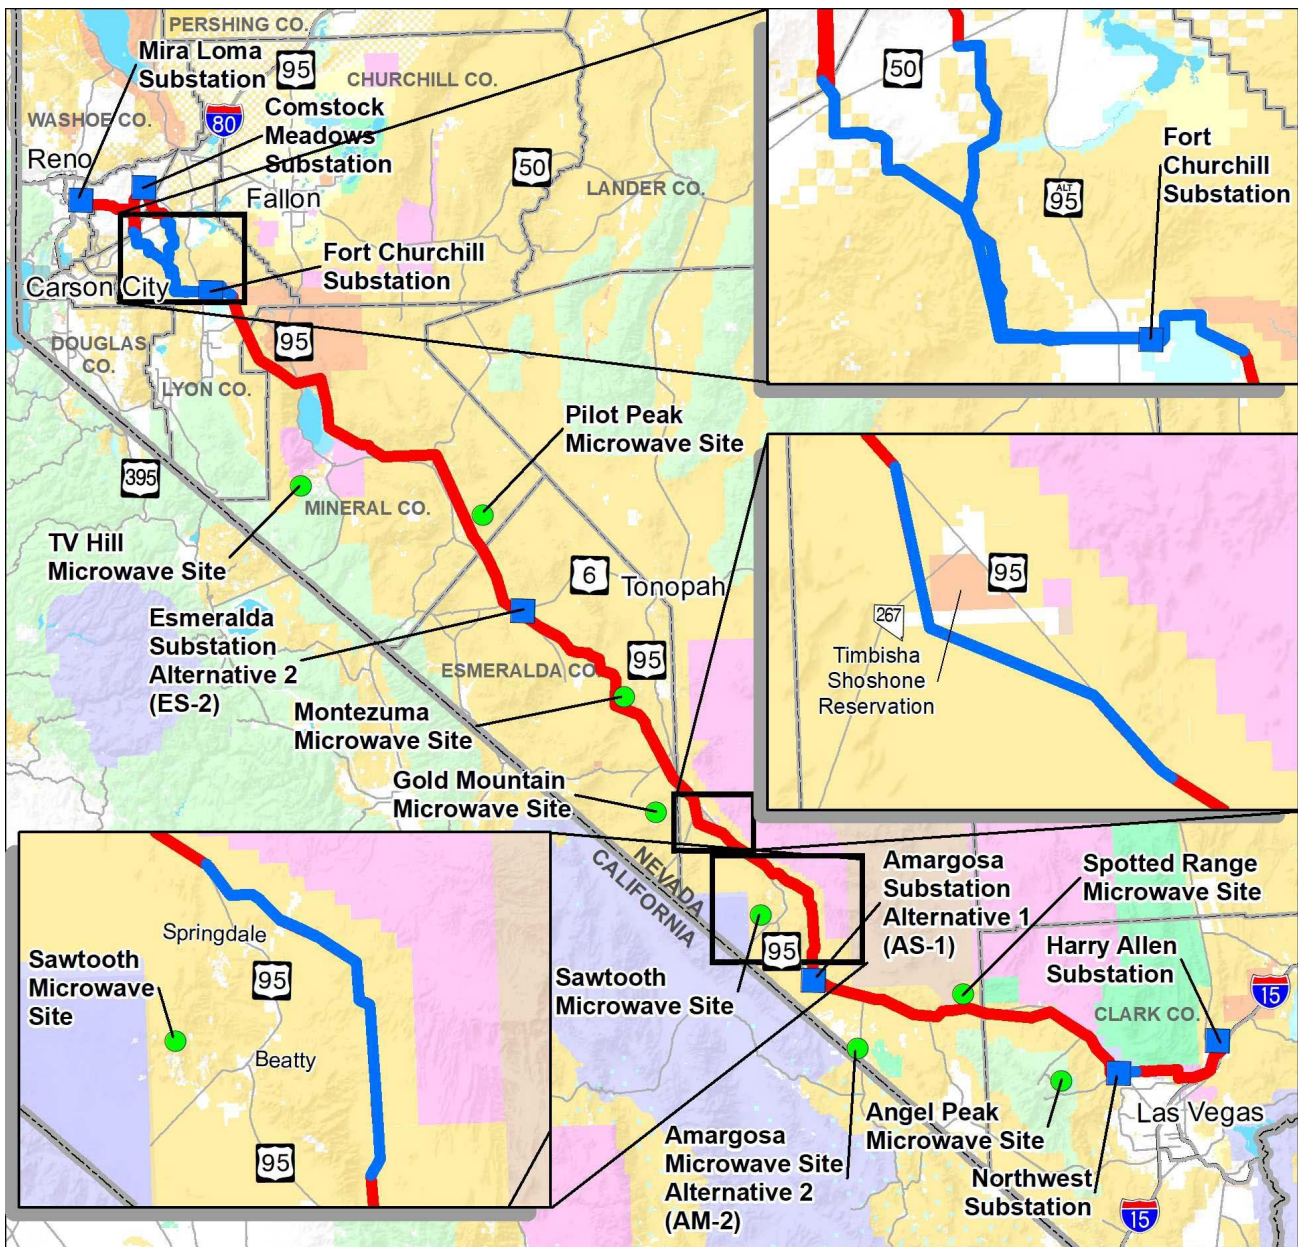 PERSHING CO.
Mira Loma
Substation
95
CHURCHILL CO.
Comstock
Meadows
Substation
WASHOE CO.
80
Reno
50
LANDER CO.
Fallon
Fort Churchill
Substation
Carson City
DOUGLAS
CO.
95
LYON CO.
50
ALT
95
Fort
Churchill
Substation
Pilot Peak
Microwave Site
395
MINERAL CO.
TV Hill
Microwave Site
6
Tonopah
Esmeralda
Substation
Alternative 2
(ES-2)
ESMERALDA CO.
95
Montezuma
Microwave Site
Gold Mountain
Microwave Site
95
267
Timbisha
Shoshone
Reservation
NEVADA
CALIFORNIA
Amargosa
Substation
Alternative 1
(AS-1)
Spotted Range
Microwave Site
Harry Allen
Substation
95
Sawtooth
Microwave Site
15
CLARK CO.
Las Vegas
Angel Peak
Microwave Site
Amargosa
Microwave Site
Alternative 2
(AM-2)
Northwest
Substation
15
Springdale
Sawtooth
Microwave
Site
95
Beatty
95